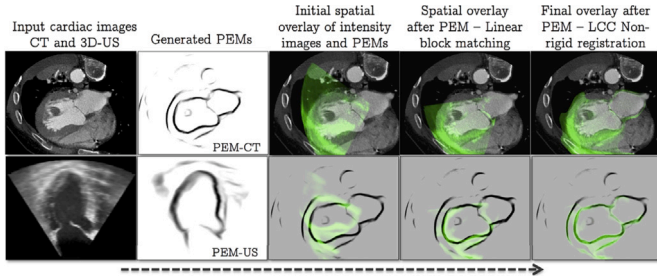 Input cardiac images
CT and 3D-US
Generated PEMs
Initial spatial
overlay of intensity
images and PEMs
Spatial overlay
after PEM – Linear
block matching
Final overlay after
PEM – LCC Non-
rigid registration
PEM-CT
PEM-US